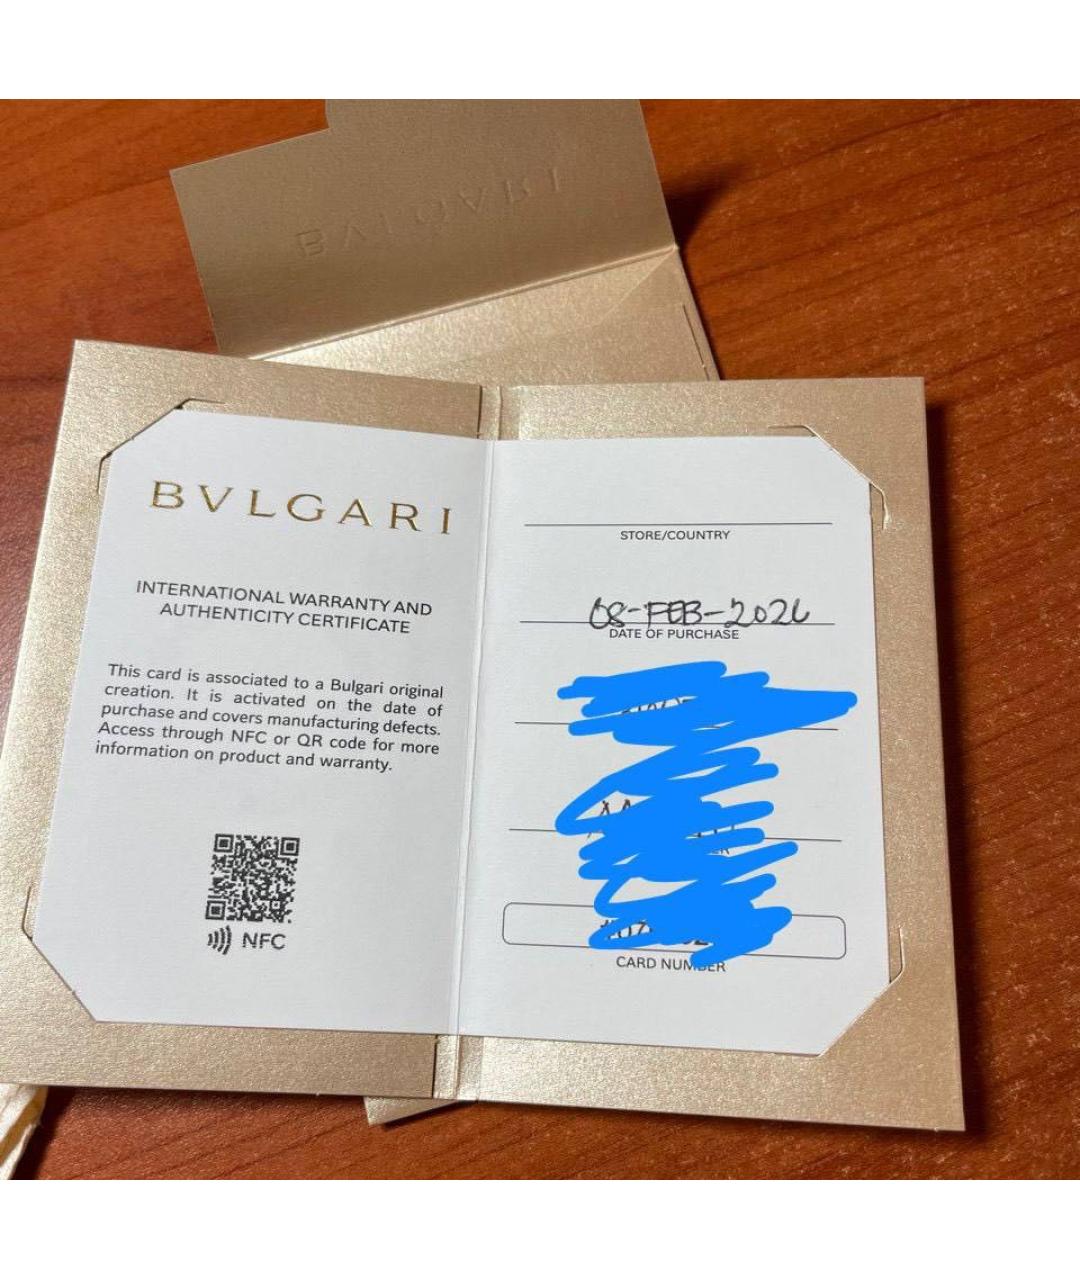 BVLGARI
BVLGARI
INTERNATIONAL WARRANTY AND
AUTHENTICITY CERTIFICATE
This card is associated to a Bulgari original
creation. It is activated on the date of
purchase and covers manufacturing defects.
Access through NFC or QR code for more
information on product and warranty.
NFC
STORE/COUNTRY
08-FEB-2026
DATE OF PURCHASE
CARD NUMBER